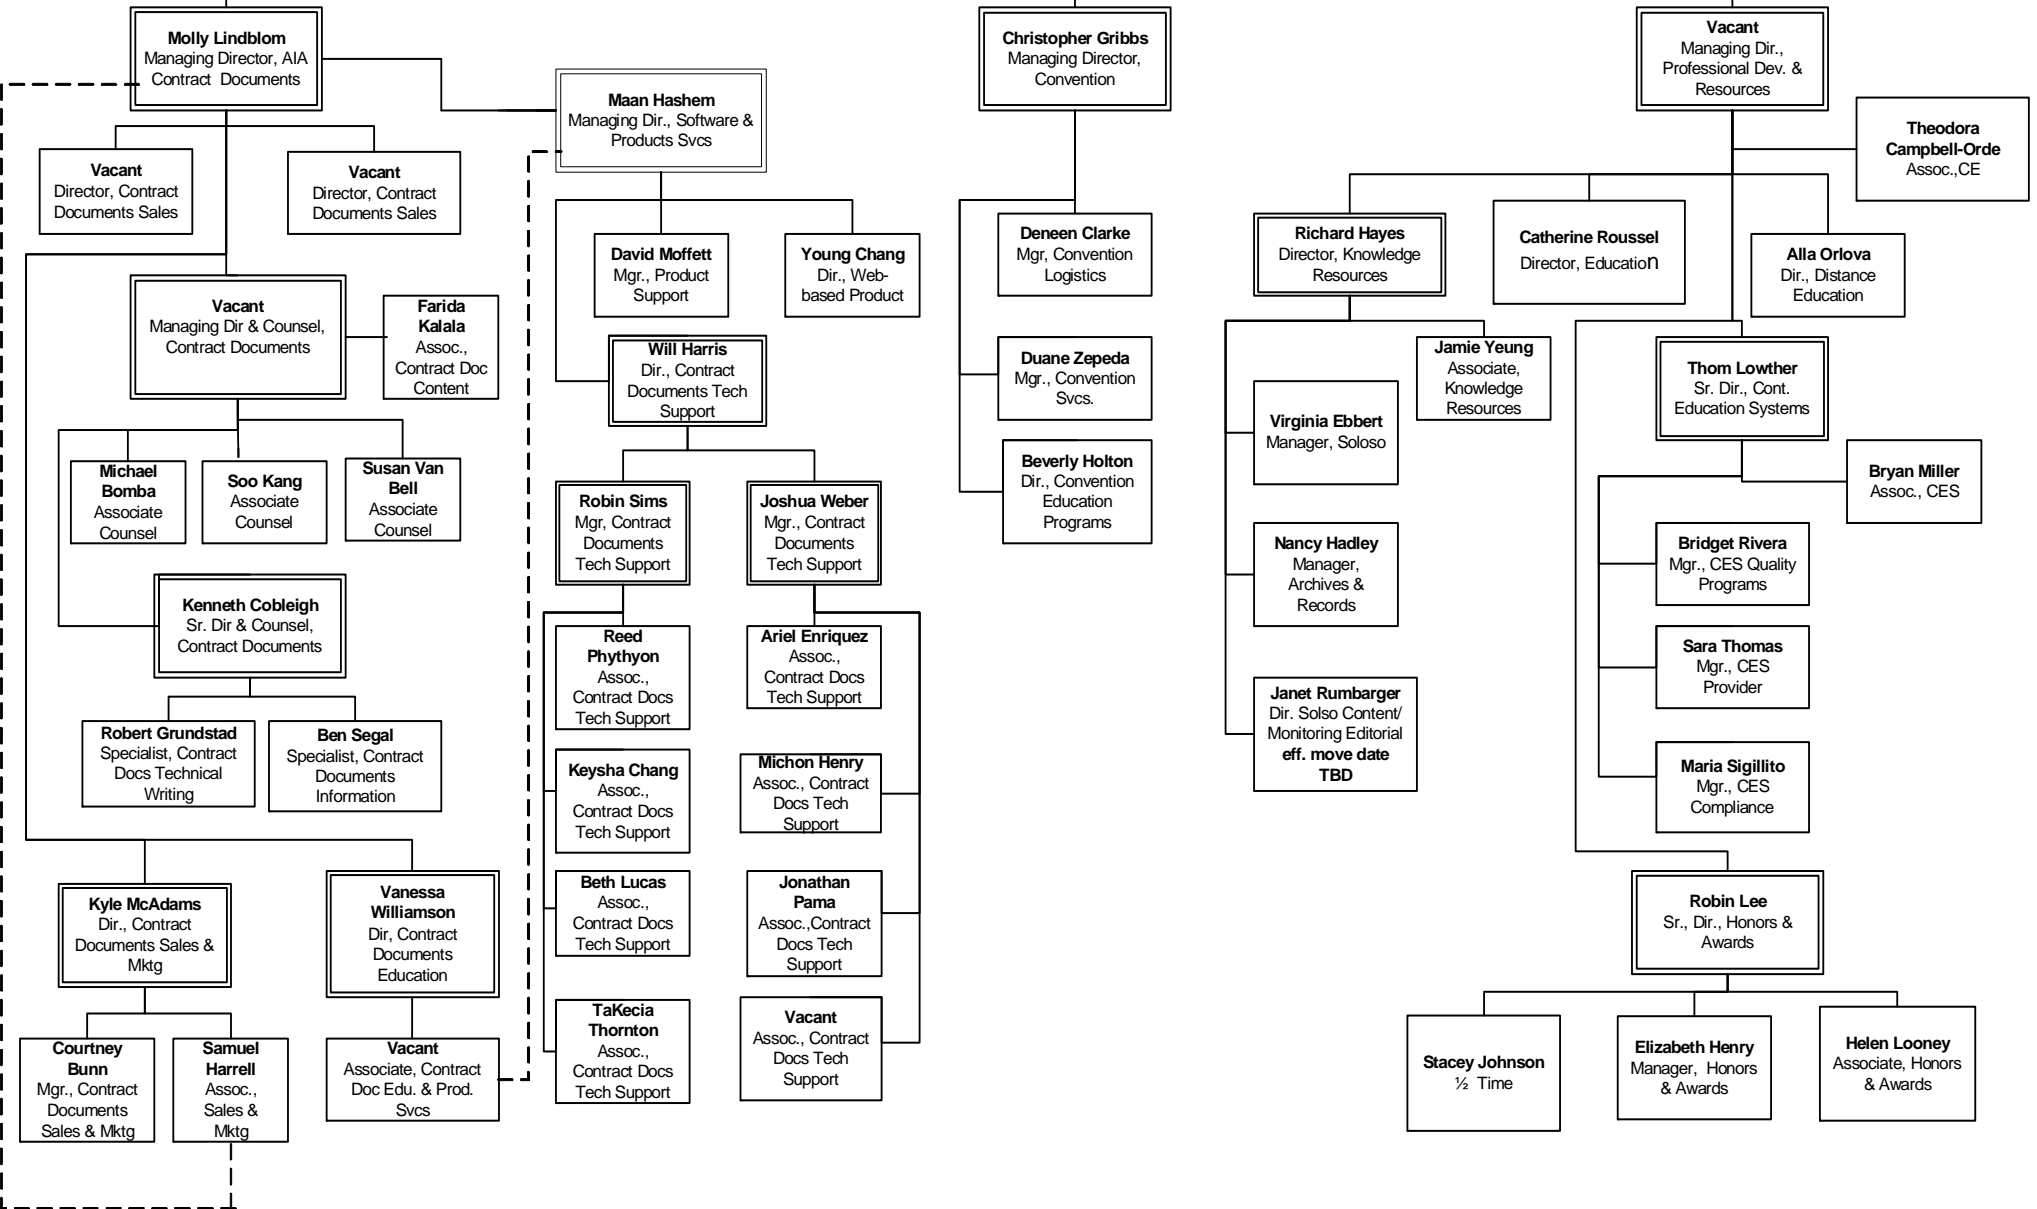 Molly Lindblom
Managing Director, AIA
Contract Documents
Maan Hashem
Managing Dir., Software &
Products Svcs
Vacant
Director, Contract
Documents Sales
Vacant
Director, Contract
Documents Sales
Vacant
Managing Dir & Counsel,
Contract Documents
Farida
Kalala
Assoc.,
Contract Doc
Content
Michael
Bomba
Associate
Counsel
Soo Kang
Associate
Counsel
Susan Van
Bell
Associate
Counsel
Kenneth Cobleigh
Sr. Dir & Counsel,
Contract Documents
Robert Grundstad
Specialist, Contract
Docs Technical
Writing
Ben Segal
Specialist, Contract
Documents
Information
Kyle McAdams
Dir., Contract
Documents Sales &
Mktg
Vanessa
Williamson
Dir, Contract
Documents
Education
Courtney
Bunn
Mgr., Contract
Documents
Sales & Mktg
Samuel
Harrell
Assoc.,
Sales &
Mktg
Vacant
Associate, Contract
Doc Edu. & Prod.
Svcs
David Moffett
Mgr., Product
Support
Young Chang
Dir., Web-
based Product
Will Harris
Dir., Contract
Documents Tech
Support
Robin Sims
Mgr, Contract
Documents
Tech Support
Joshua Weber
Mgr., Contract
Documents
Tech Support
Reed
Phythyon
Assoc.,
Contract Docs
Tech Support
Ariel Enriquez
Assoc.,
Contract Docs
Tech Support
Keysha Chang
Assoc.,
Contract Docs
Tech Support
Michon Henry
Assoc., Contract
Docs Tech
Support
Beth Lucas
Assoc.,
Contract Docs
Tech Support
Jonathan
Pama
Assoc.,Contract
Docs Tech
Support
TaKecia
Thornton
Assoc.,
Contract Docs
Tech Support
Vacant
Assoc., Contract
Docs Tech
Support
Christopher Gribbs
Managing Director,
Convention
Deneen Clarke
Mgr, Convention
Logistics
Duane Zepeda
Mgr., Convention
Svcs.
Beverly Holton
Dir., Convention
Education
Programs
Vacant
Managing Dir.,
Professional Dev. &
Resources
Theodora
Campbell-Orde
Assoc.,CE
Richard Hayes
Director, Knowledge
Resources
Catherine Roussel
Director, Education
Alla Orlova
Dir., Distance
Education
Jamie Yeung
Associate,
Knowledge
Resources
Virginia Ebbert
Manager, Soloso
Nancy Hadley
Manager,
Archives &
Records
Janet Rumbarger
Dir. Solso Content/
Monitoring Editorial
eff. move date
TBD
Thom Lowther
Sr. Dir., Cont.
Education Systems
Bryan Miller
Assoc., CES
Bridget Rivera
Mgr., CES Quality
Programs
Sara Thomas
Mgr., CES
Provider
Maria Sigillito
Mgr., CES
Compliance
Robin Lee
Sr., Dir., Honors &
Awards
Stacey Johnson
½ Time
Elizabeth Henry
Manager, Honors
& Awards
Helen Looney
Associate, Honors
& Awards